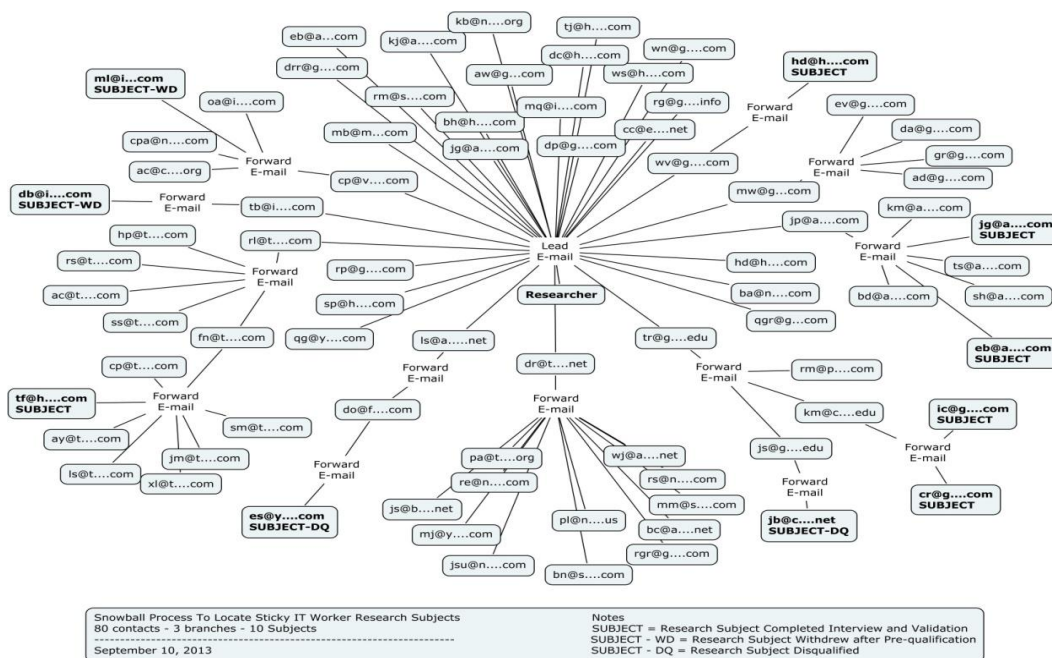 kb@n....org
tj@h....com
eb@a...com
kj@a....com
dc@h....com
wn@g....com
drr@g....com
aw@g...com
ws@h....com
hd@h....com
SUBJECT
ml@i...com
SUBJECT-WD
oa@i....com
rm@s....com
mq@i....com
rg@g....info
Forward
E-mail
ev@g....com
bh@h....com
cc@e....net
da@g....com
cpa@n....com
mb@m...com
jg@a....com
dp@g....com
gr@g....com
Forward
E-mail
wv@g....com
Forward
E-mail
ad@g....com
ac@c....org
cp@v....com
mw@g...com
db@i....com
SUBJECT-WD
Forward
E-mail
tb@i....com
km@a....com
jp@a....com
jg@a....com
SUBJECT
hp@t....com
rl@t....com
Lead
E-mail
Forward
E-mail
rs@t....com
Forward
E-mail
rp@g....com
hd@h....com
ts@a....com
ac@t....com
Researcher
ba@n....com
bd@a....com
sh@a....com
sp@h....com
ss@t....com
qgr@g...com
fn@t....com
qg@y....com
ls@a.....net
tr@g....edu
eb@a....com
SUBJECT
cp@t....com
dr@t....net
rm@p....com
Forward
E-mail
Forward
E-mail
tf@h....com
SUBJECT
Forward
E-mail
Forward
E-mail
do@f....com
km@c....edu
ic@g....com
SUBJECT
sm@t....com
ay@t....com
js@g....edu
Forward
E-mail
jm@t....com
pa@t....org
wj@a....net
ls@t....com
xl@t....com
Forward
E-mail
re@n....com
rs@n....com
Forward
E-mail
cr@g....com
SUBJECT
js@b....net
mm@s....com
es@y....com
SUBJECT-DQ
pl@n....us
jb@c....net
SUBJECT-DQ
mj@y....com
bc@a....net
rgr@g....com
jsu@n....com
bn@s....com
Snowball Process To Locate Sticky IT Worker Research Subjects
80 contacts - 3 branches - 10 Subjects
September 10, 2013
Notes
SUBJECT = Research Subject Completed Interview and Validation
SUBJECT - WD = Research Subject Withdrew after Pre-qualification
SUBJECT - DQ = Research Subject Disqualified